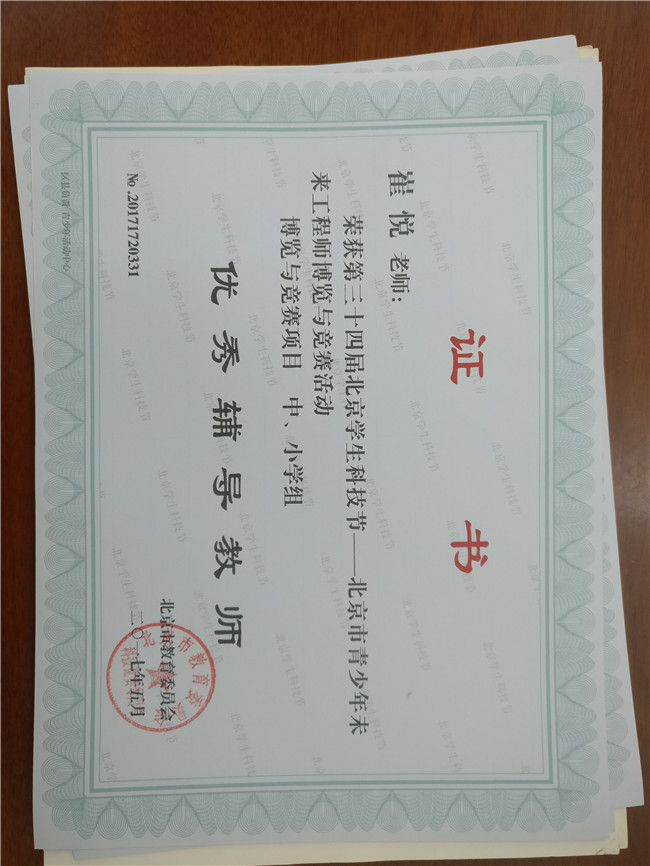 证 书
崔 悦 老师：
荣获第三十四届北京学生科技节——北京市青少年未
来工程师博览与竞赛活动
博览与竞赛项目 中、小学组
优秀辅导教师
北京市教育委员会
二〇一七年五月
No .20171720331